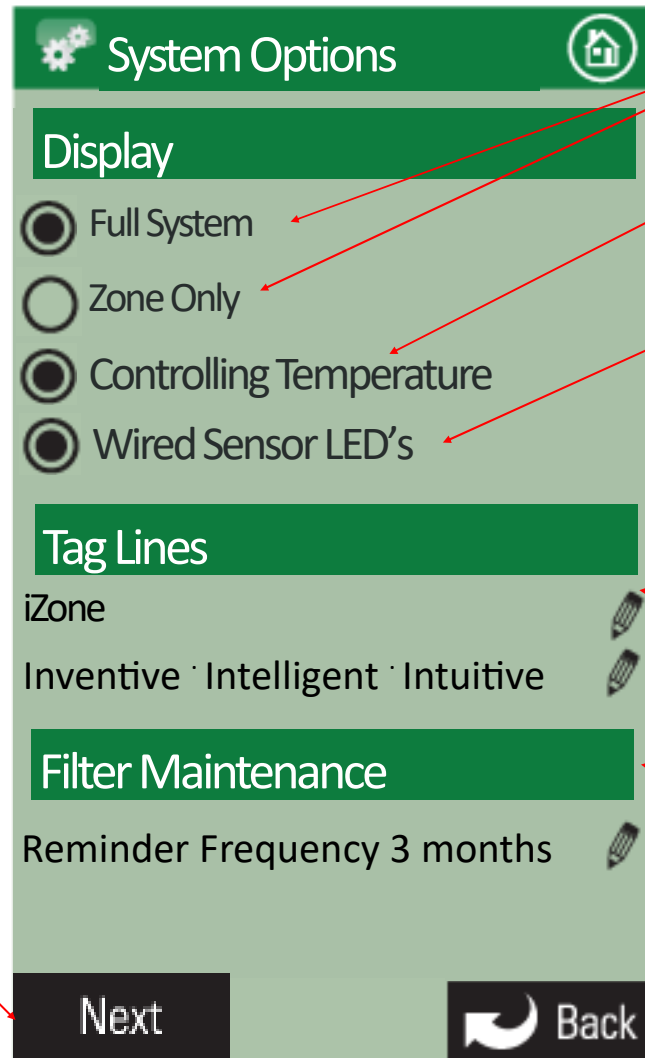 System Options
Display
Full System
Zone Only
Controlling Temperature
Wired Sensor LED’s
Tag Lines
iZone
Inventive · Intelligent · Intuitive
Filter Maintenance
Reminder Frequency 3 months
Next
Back